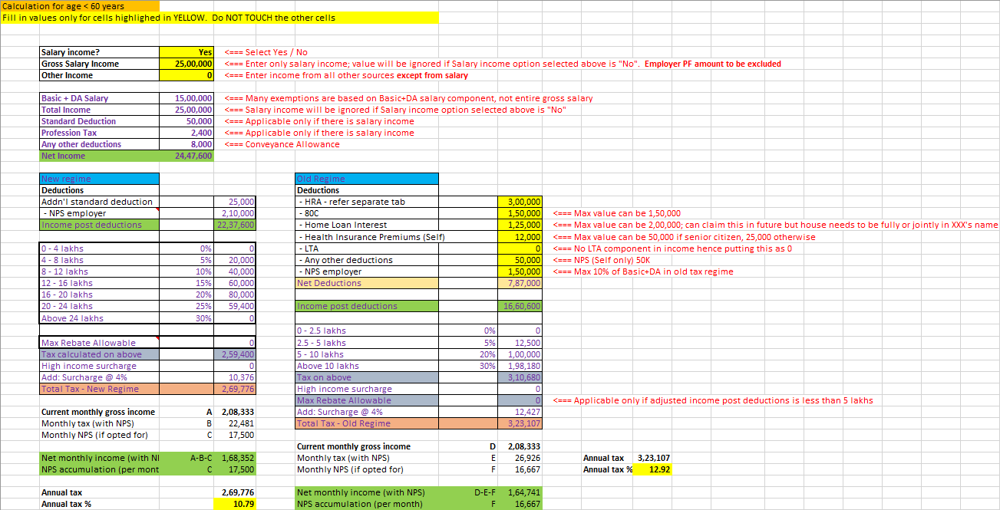 Calculation for age < 60 years
Fill in values only for cells highlighed in YELLOW. Do NOT TOUCH the other cells
Salary income? Yes <=== Select Yes / No
Gross Salary Income 25,00,000 <=== Enter only salary income; value will be ignored if Salary income option selected above is "No". Employer PF amount to be excluded
Other Income 0 <=== Enter income from all other sources except from salary
Basic + DA Salary 15,00,000 <=== Many exemptions are based on Basic+DA salary component, not entire gross salary
Total Income 25,00,000 <=== Salary income will be ignored if Salary income option selected above is "No"
Standard Deduction 50,000 <=== Applicable only if there is salary income
Profession Tax 2,400 <=== Applicable only if there is salary income
Any other deductions 8,000 <=== Conveyance Allowance
Net Income 24,47,600
New regime Old Regime
Deductions Deductions
Addn'l standard deduction 25,000 - HRA - refer separate tab 3,00,000
- NPS employer 2,10,000 - 80C 1,50,000 <=== Max value can be 1,50,000
Income post deductions 22,37,600 - Home Loan Interest 1,25,000 <=== Max value can be 2,00,000; can claim this in future but house needs to be fully or jointly in XXX's name
- Health Insurance Premiums (Self) 12,000 <=== Max value can be 50,000 if senior citizen, 25,000 otherwise
0 - 4 lakhs 0% 0 - LTA 0 <=== No LTA component in income hence putting this as 0
4 - 8 lakhs 5% 20,000 - Any other deductions 50,000 <=== NPS (Self only) 50K
8 - 12 lakhs 10% 40,000 - NPS employer 1,50,000 <=== Max 10% of Basic+DA in old tax regime
12 - 16 lakhs 15% 60,000 Net Deductions 7,87,000
16 - 20 lakhs 20% 80,000
20 - 24 lakhs 25% 59,400 Income post deductions 16,60,600
Above 24 lakhs 30% 0
0 - 2.5 lakhs 0% 0
Max Rebate Allowable 0 2.5 - 5 lakhs 5% 12,500
Tax calculated on above 2,59,400 5 - 10 lakhs 20% 1,00,000
High income surcharge 0 Above 10 lakhs 30% 1,98,180
Add: Surcharge @ 4% 10,376 Tax on above 3,10,680
Total Tax - New Regime 2,69,776 High income surcharge 0
Max Rebate Allowable 0 <=== Applicable only if adjusted income post deductions is less than 5 lakhs
Current monthly gross income A 2,08,333 Add: Surcharge @ 4% 12,427
Monthly tax (with NPS) B 22,481 Total Tax - Old Regime 3,23,107
Monthly NPS (if opted for) C 17,500
Current monthly gross income D 2,08,333
Net monthly income (with NI A-B-C 1,68,352 Monthly tax (with NPS) E 26,926 Annual tax 3,23,107
NPS accumulation (per mont C 17,500 Monthly NPS (if opted for) F 16,667 Annual tax % 12.92
Annual tax 2,69,776 Net monthly income (with NPS) D-E-F 1,64,741
Annual tax % 10.79 NPS accumulation (per month) F 16,667